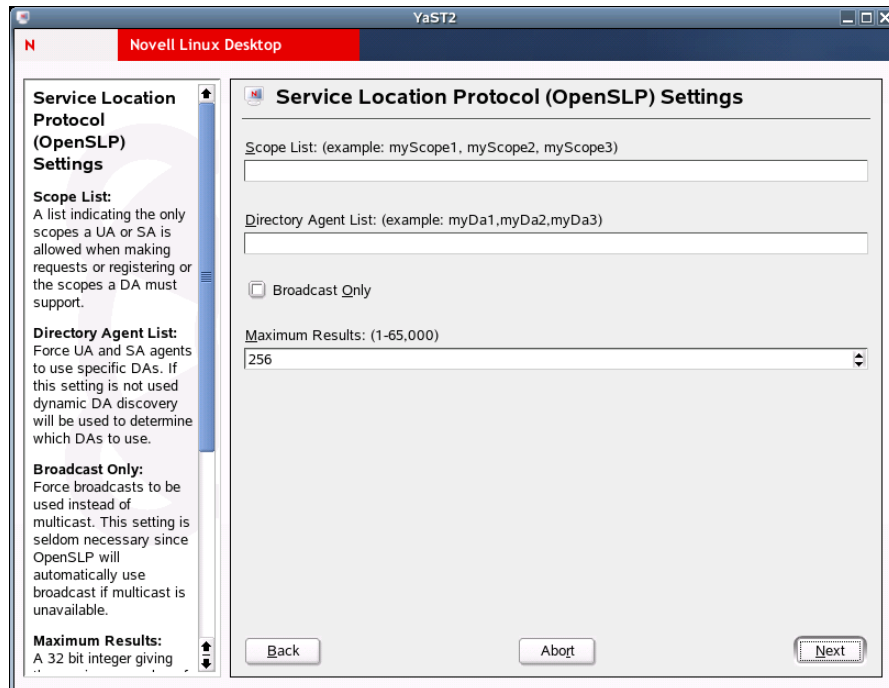 YaST2
N Novell Linux Desktop
Service Location
Protocol
(OpenSLP)
Settings
Scope List:
A list indicating the only
scopes a UA or SA is
allowed when making
requests or registering or
the scopes a DA must
support.
Directory Agent List:
Force UA and SA agents
to use specific DAs. If
this setting is not used
dynamic DA discovery
will be used to determine
which DAs to use.
Broadcast Only:
Force broadcasts to be
used instead of
multicast. This setting is
seldom necessary since
OpenSLP will
automatically use
broadcast if multicast is
unavailable.
Maximum Results:
A 32 bit integer giving
Service Location Protocol (OpenSLP) Settings
Scope List: (example: myScope1, myScope2, myScope3)
Directory Agent List: (example: myDa1,myDa2,myDa3)
Broadcast Only
Maximum Results: (1-65,000)
256
Back
Abort
Next